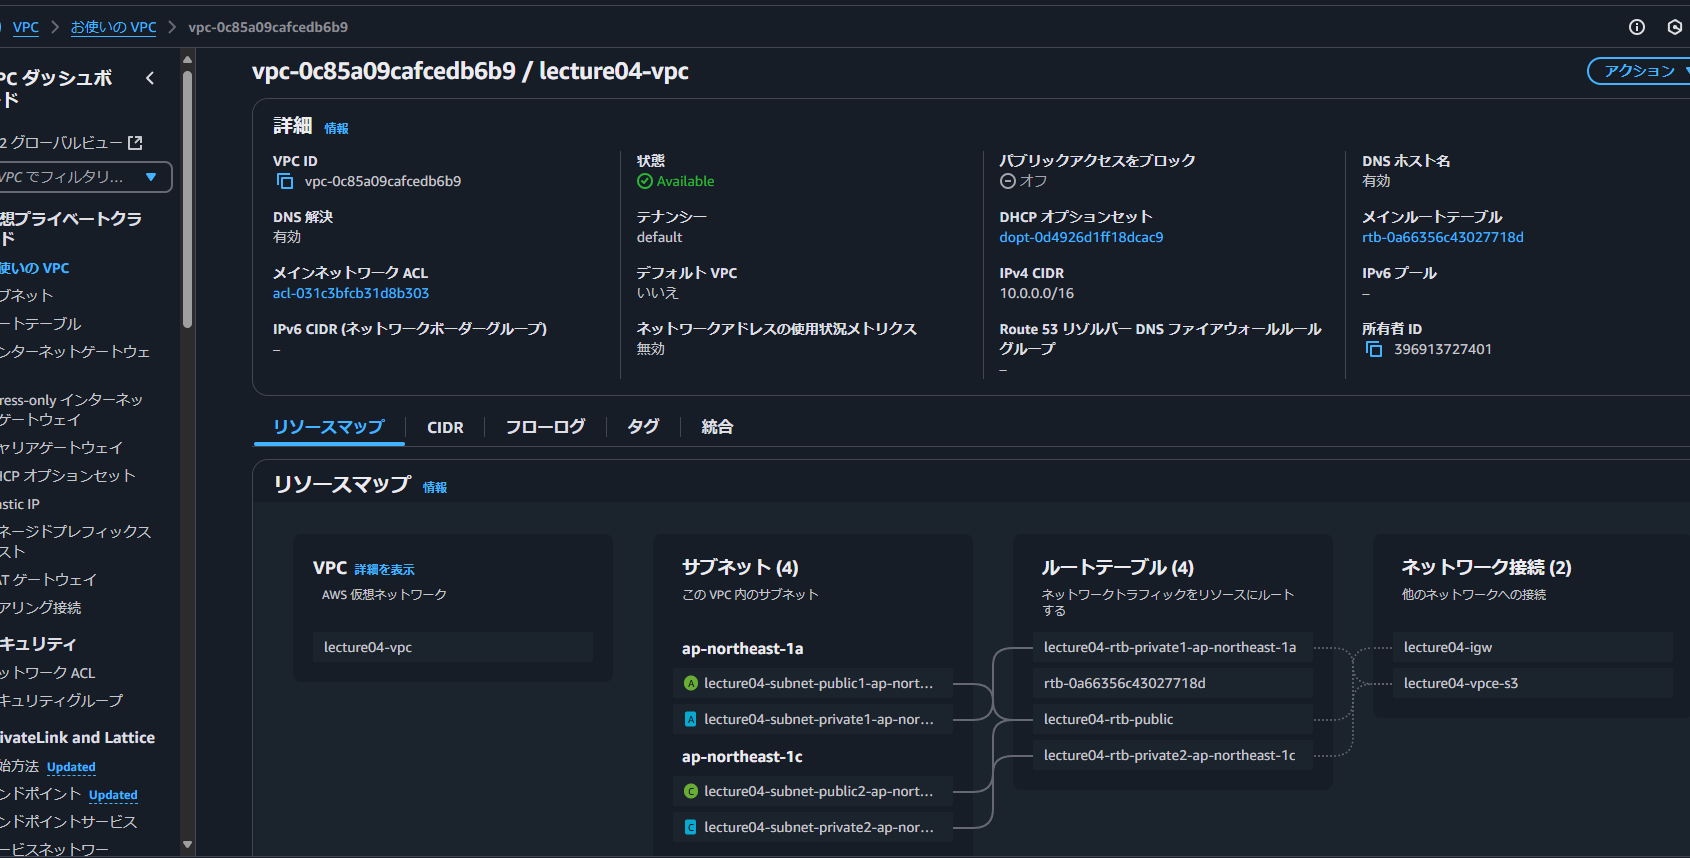 VPC
お使いの VPC
vpc-0c85a09cafcedb6b9
PC ダッシュボ
ード
2 グローバルビュー
VPC でフィルタリ...
想プライベートクラ
ド
使いの VPC
ブネット
ートテーブル
ンターネットゲートウェ
ress-only インターネッ
ゲートウェイ
ャリアゲートウェイ
HCP オプションセット
astic IP
ネージドプレフィックス
スト
AT ゲートウェイ
アリング接続
キュリティ
ットワーク ACL
キュリティグループ
ivateLink and Lattice
始方法 Updated
ンドポイント Updated
ンドポイントサービス
ービスネットワー
vpc-0c85a09cafcedb6b9 / lecture04-vpc
アクション
詳細 情報
VPC ID
vpc-0c85a09cafcedb6b9
状態
Available
パブリックアクセスをブロック
オフ
DNS ホスト名
有効
DNS 解決
有効
テナンシー
default
DHCP オプションセット
dopt-0d4926d1ff18dcac9
メインルートテーブル
rtb-0a66356c43027718d
メインネットワーク ACL
acl-031c3bfcb31d8b303
デフォルト VPC
いいえ
IPv4 CIDR
10.0.0.0/16
IPv6 プール
–
IPv6 CIDR (ネットワークボーダーグループ)
–
ネットワークアドレスの使用状況メトリクス
無効
Route 53 リゾルバー DNS ファイアウォールルール
グループ
–
所有者 ID
396913727401
リソースマップ
CIDR
フローログ
タグ
統合
リソースマップ 情報
VPC 詳細を表示
AWS 仮想ネットワーク
lecture04-vpc
サブネット (4)
この VPC 内のサブネット
ap-northeast-1a
A lecture04-subnet-public1-ap-nort...
A lecture04-subnet-private1-ap-nor...
ap-northeast-1c
C lecture04-subnet-public2-ap-nort...
C lecture04-subnet-private2-ap-nor...
ルートテーブル (4)
ネットワークトラフィックをリソースにルート
する
lecture04-rtb-private1-ap-northeast-1a
rtb-0a66356c43027718d
lecture04-rtb-public
lecture04-rtb-private2-ap-northeast-1c
ネットワーク接続 (2)
他のネットワークへの接続
lecture04-igw
lecture04-vpce-s3